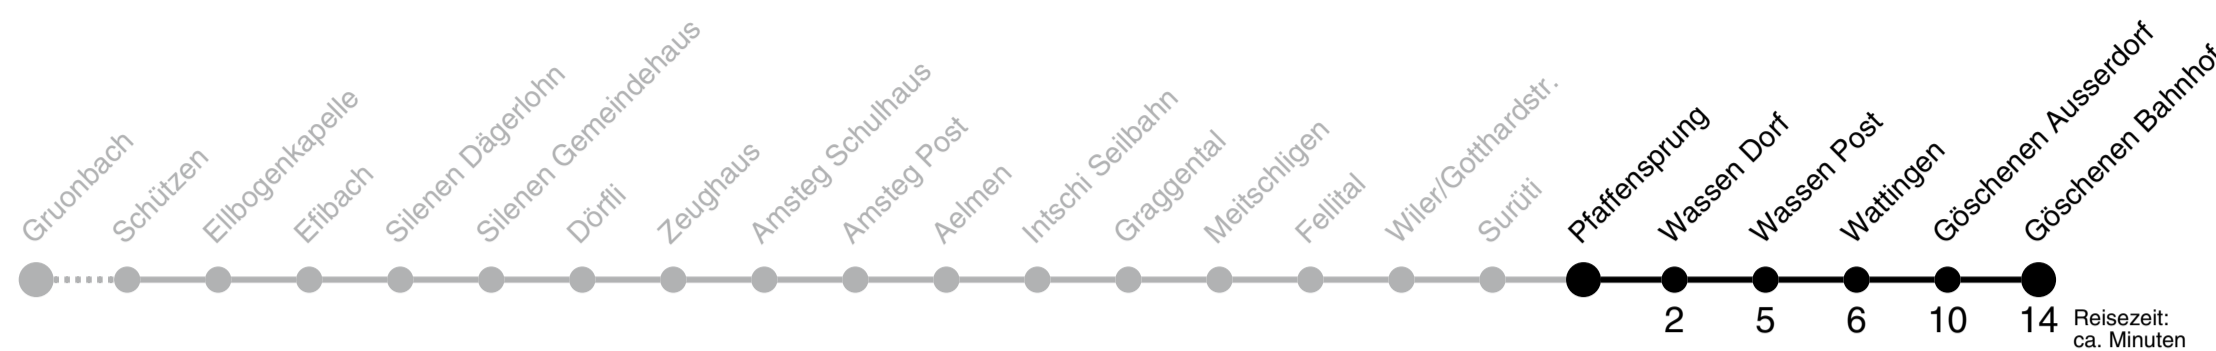 Gruonbach
Schützen
Ellbogenkapelle
Efibach
Silenen Dägerlohn
Silenen Gemeindehaus
Dörfli
Zeughaus
Amsteg Schulhaus
Amsteg Post
Aelmen
Intschi Seilbahn
Graggental
Meitschligen
Fellital
Wiler/Gotthardstr.
Surüti
Pfaffensprung
Wassen Dorf
Wassen Post
Wattingen
Göschenen Ausserdorf
Göschenen Bahnhof
2 5 6 10 14 Reisezeit:
ca. Minuten